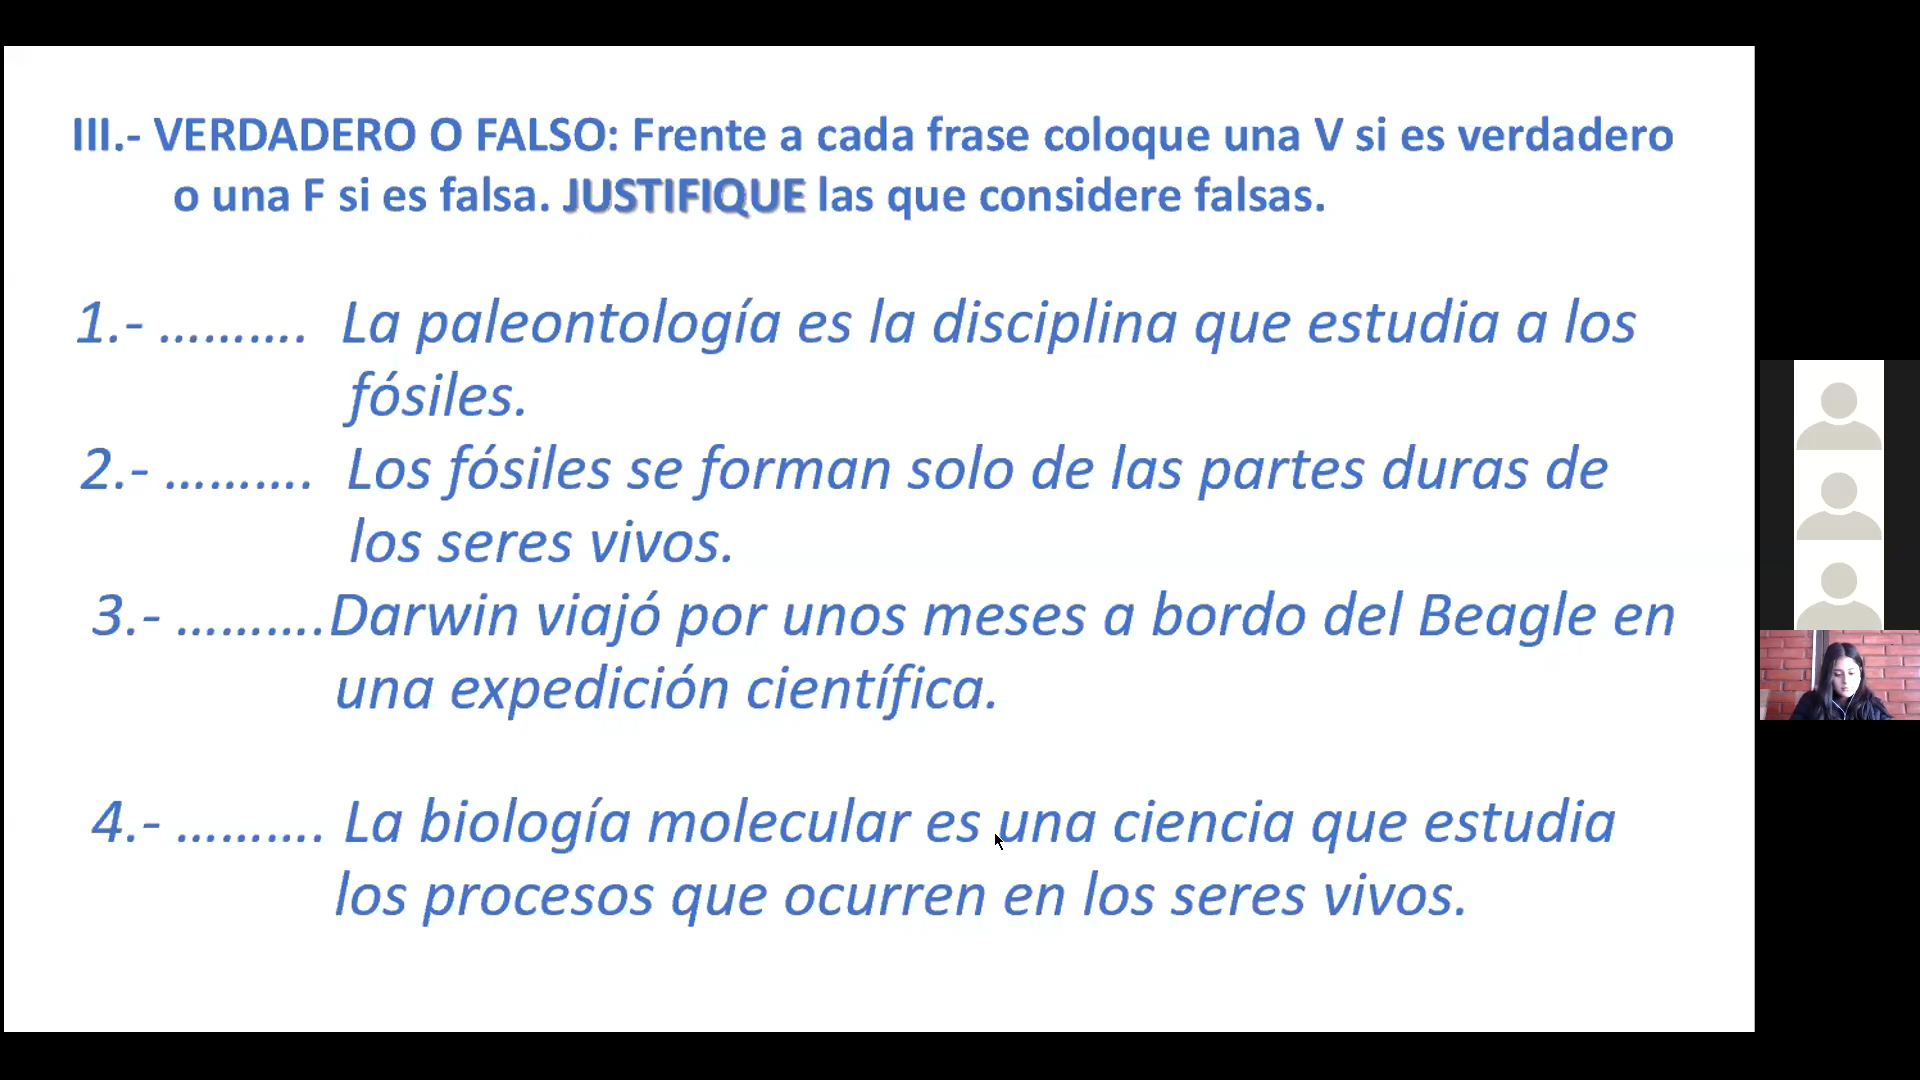 III.- VERDADERO O FALSO: Frente a cada frase coloque una V si es verdadero
o una F si es falsa. JUSTIFIQUE las que considere falsas.
1.- .......... La paleontología es la disciplina que estudia a los
fósiles.
2.- .......... Los fósiles se forman solo de las partes duras de
los seres vivos.
3.- ..........Darwin viajó por unos meses a bordo del Beagle en
una expedición científica.
4.- .......... La biología molecular es una ciencia que estudia
los procesos que ocurren en los seres vivos.